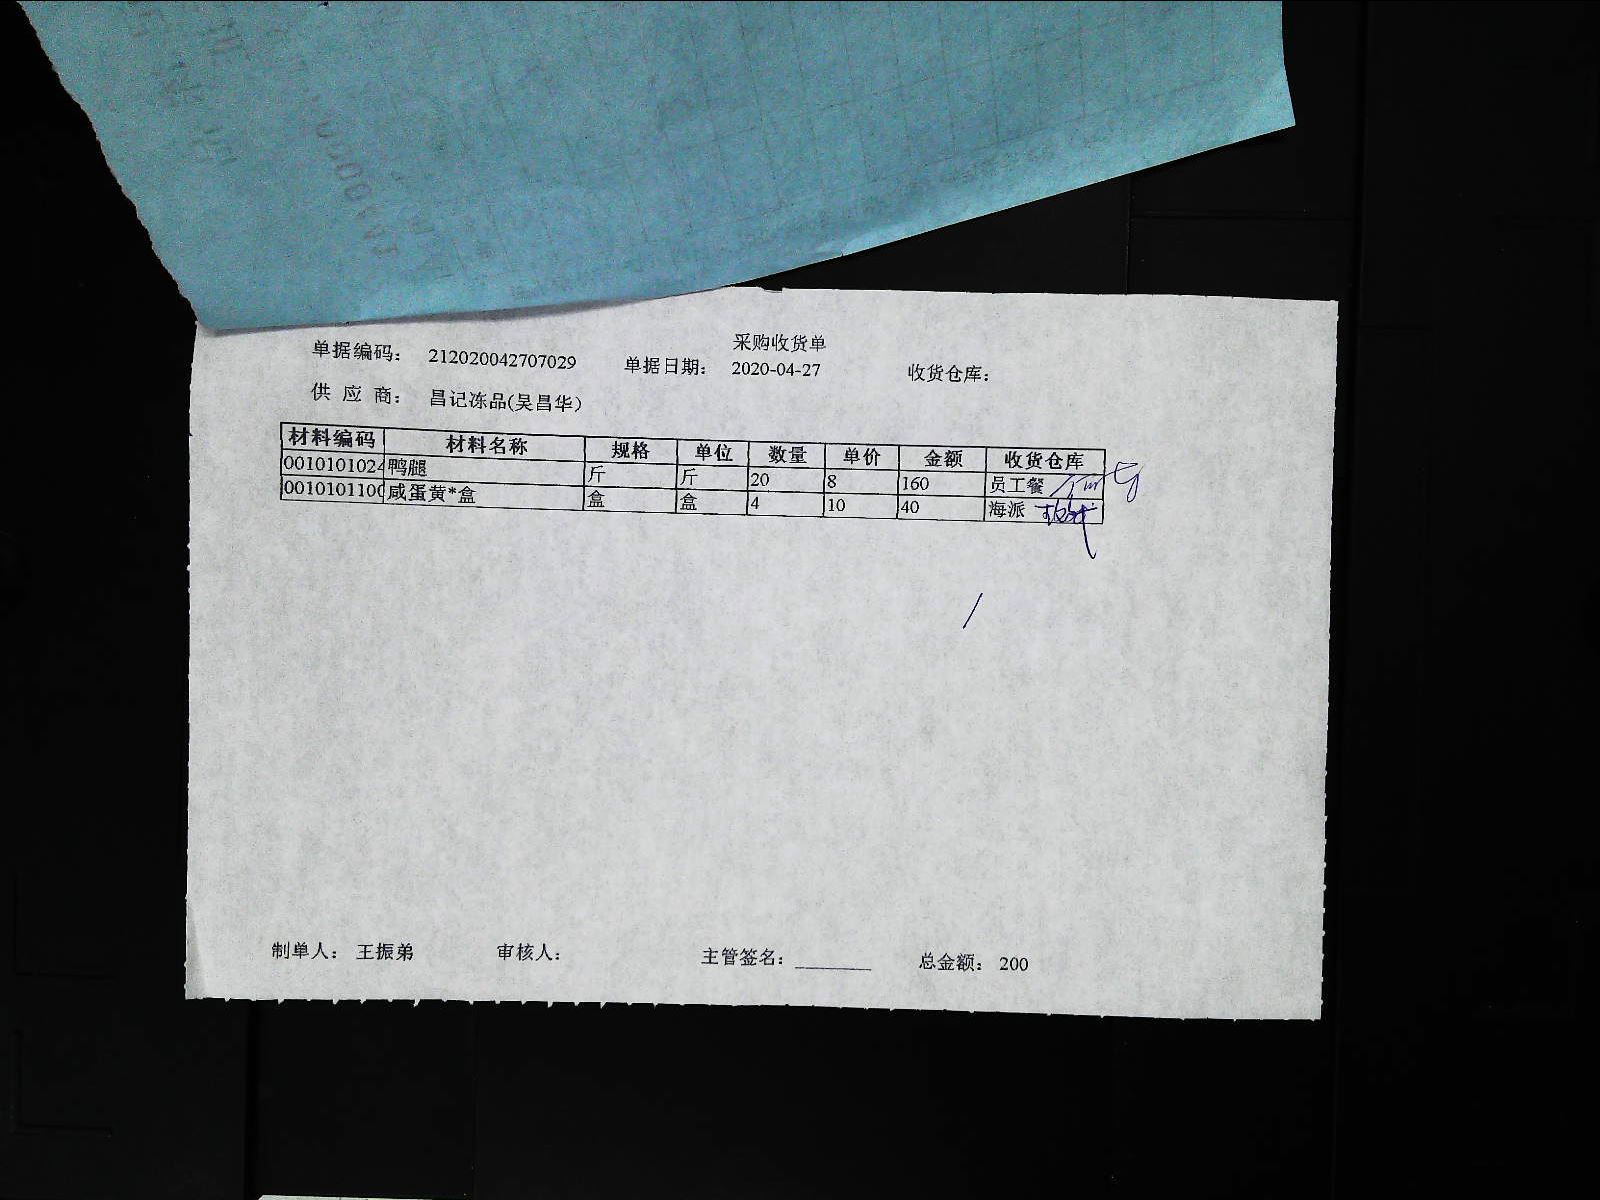 采购收货单
单据编码： 212020042707029 单据日期： 2020-04-27 收货仓库：
供 应 商： 昌记冻品(吴昌华)
材料编码 材料名称 规格 单位 数量 单价 金额 收货仓库
0010101024 鸭腿 斤 斤 20 8 160 员工餐
0010101100 咸蛋黄*盒 盒 盒 4 10 40 海派
制单人： 王振弟 审核人： 主管签名： 总金额： 200